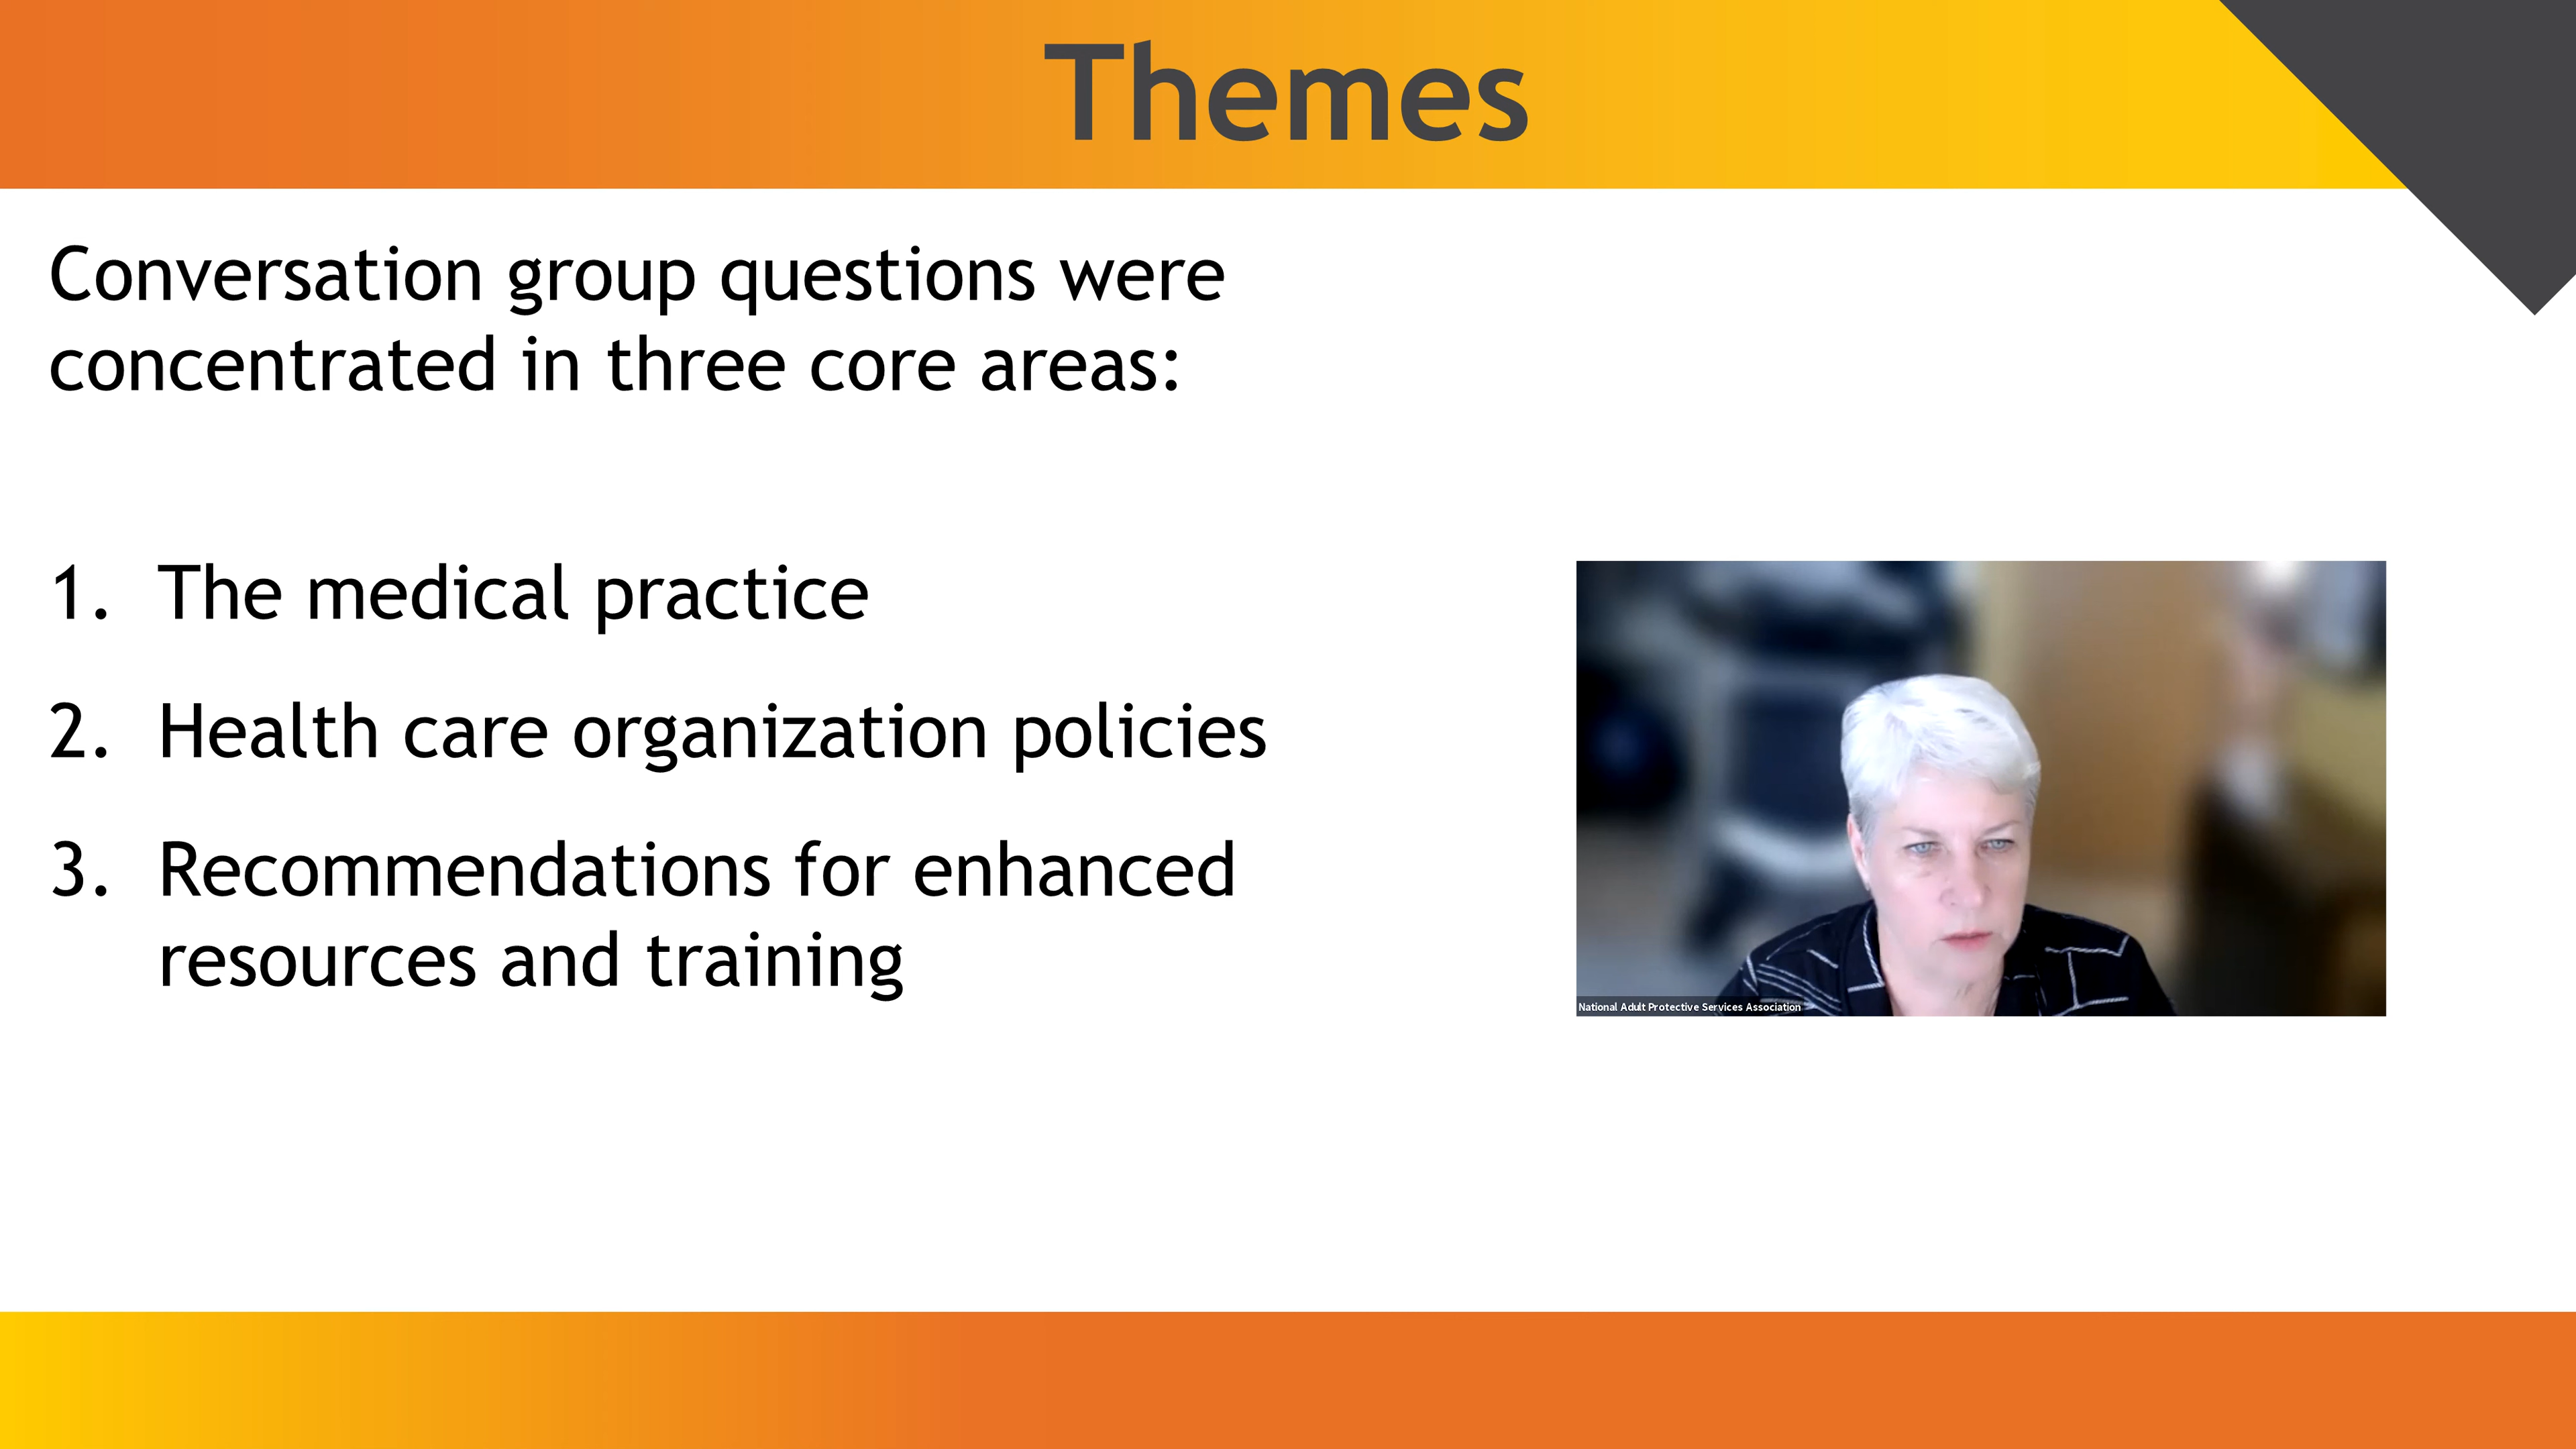 Themes
Conversation group questions were
concentrated in three core areas:
1. The medical practice
2. Health care organization policies
3. Recommendations for enhanced
resources and training
National Adult Protective Services Association